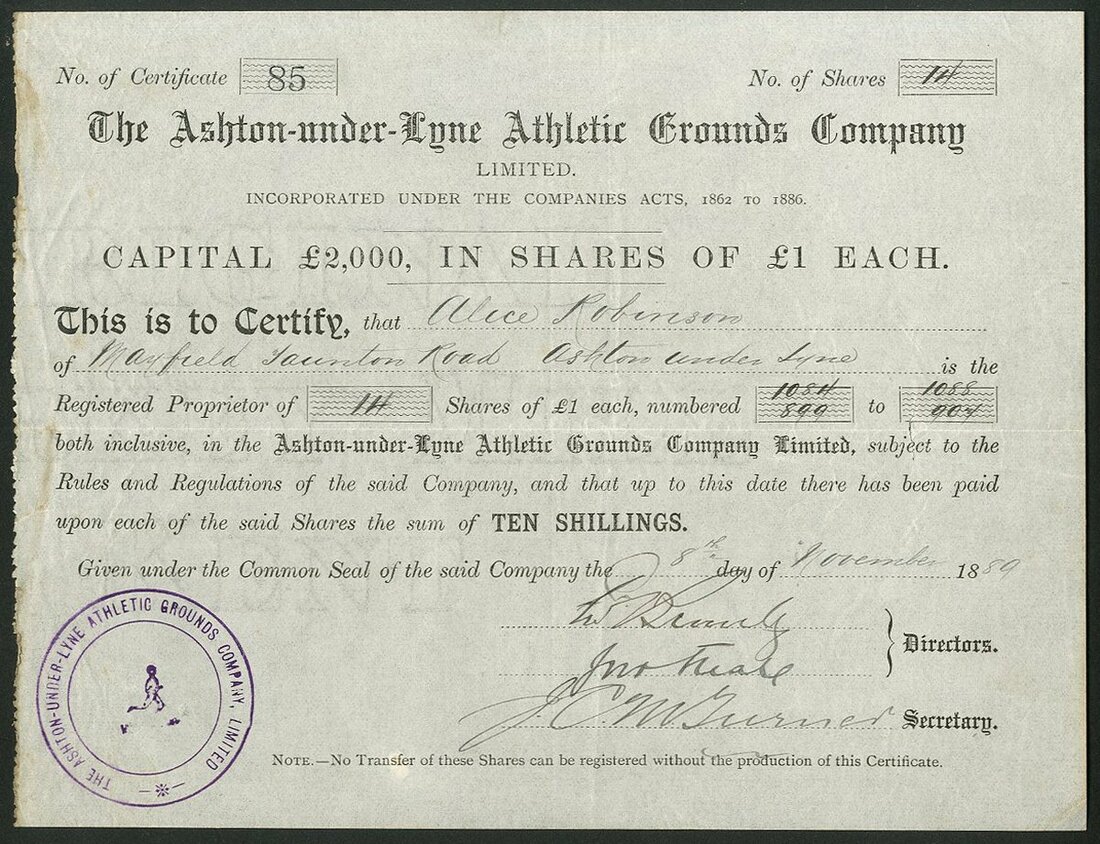 No. of Certificate 85 No. of Shares 14
The Ashton-under-Lyne Athletic Grounds Company
LIMITED.
INCORPORATED UNDER THE COMPANIES ACTS, 1862 TO 1886.
CAPITAL £2,000, IN SHARES OF £1 EACH.
This is to Certify, that Alice Robinson
of Mayfield Taunton Road Ashton under Lyne is the
Registered Proprietor of 14 Shares of £1 each, numbered 1084 899 to 1088 907
both inclusive, in the Ashton-under-Lyne Athletic Grounds Company Limited, subject to the
Rules and Regulations of the said Company, and that up to this date there has been paid
upon each of the said Shares the sum of TEN SHILLINGS.
Given under the Common Seal of the said Company the 8th day of November 1889
Directors.
J. C. M. Turner Secretary.
THE ASHTON-UNDER-LYNE ATHLETIC GROUNDS COMPANY, LIMITED
NOTE.—No Transfer of these Shares can be registered without the production of this Certificate.